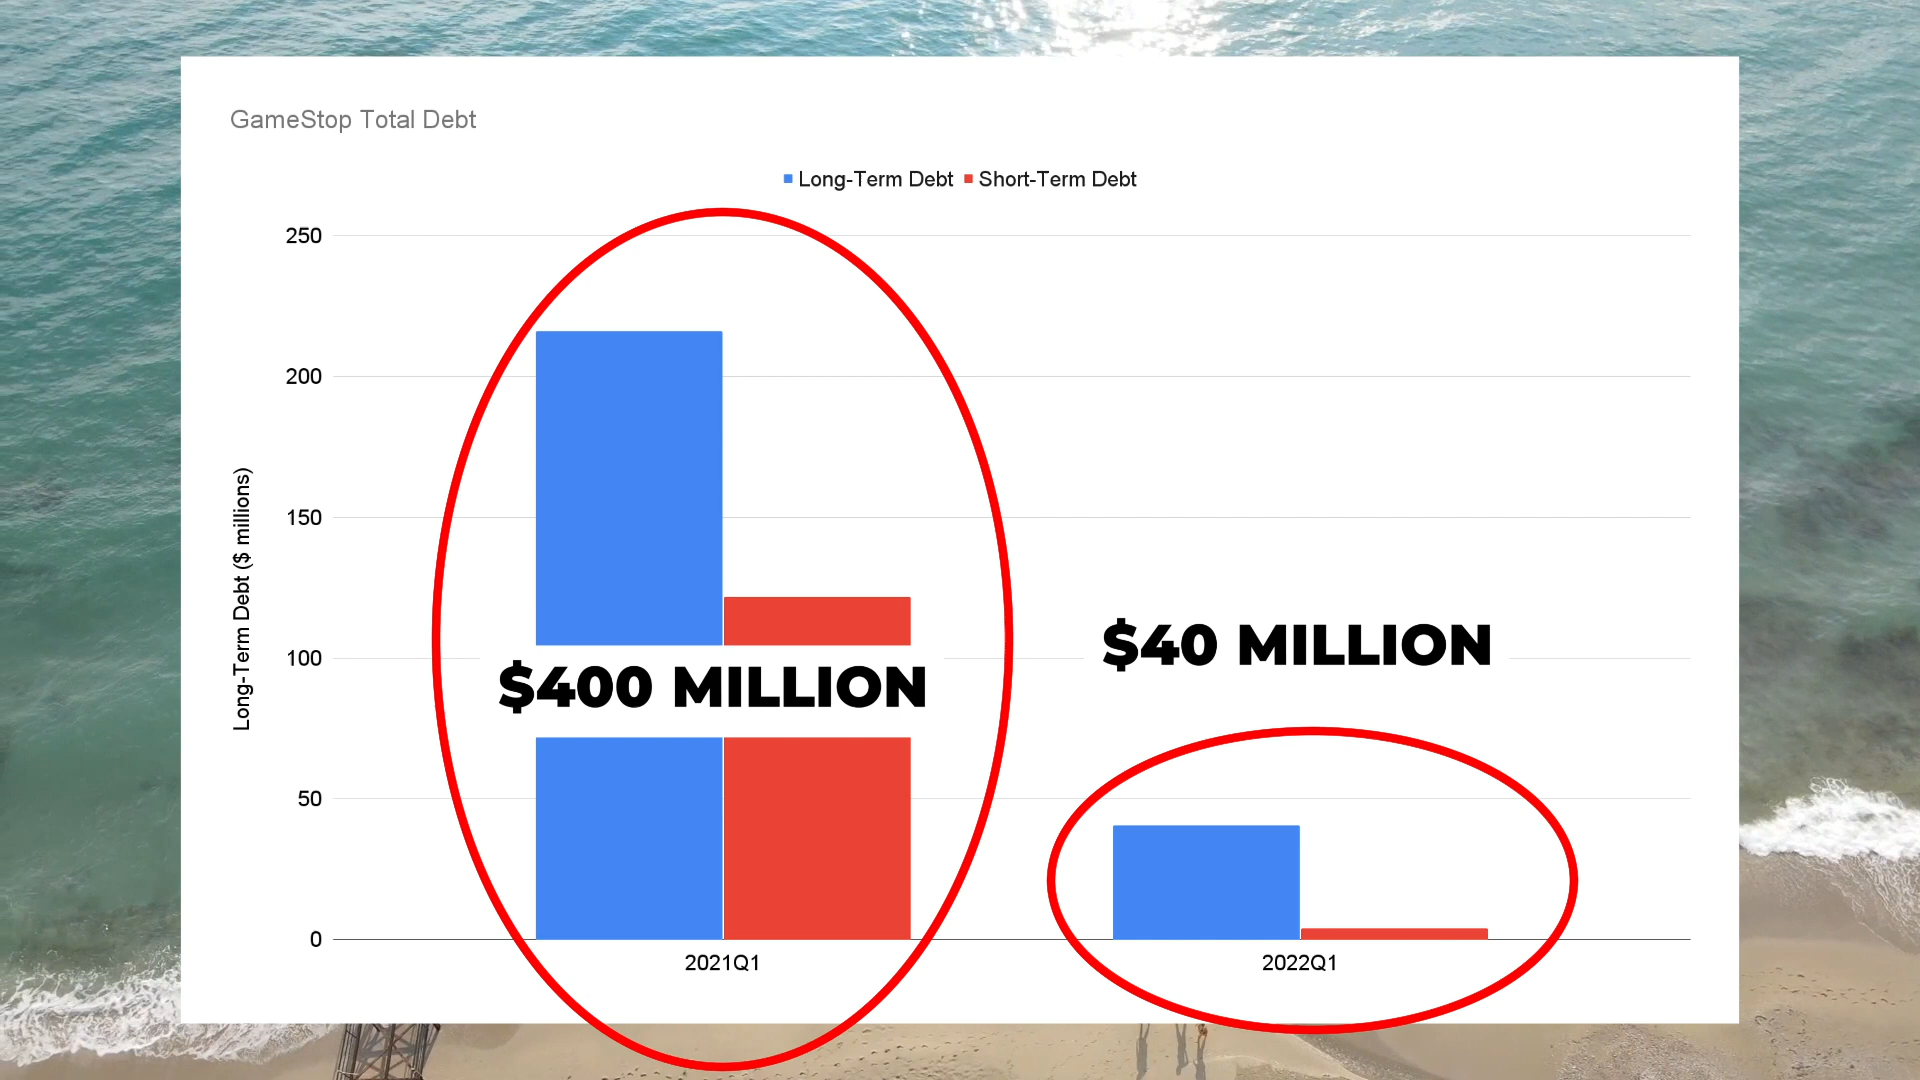 GameStop Total Debt
Long-Term Debt Short-Term Debt
250
200
150
100
50
0
Long-Term Debt ($ millions)
$400 MILLION
$40 MILLION
2021Q1
2022Q1